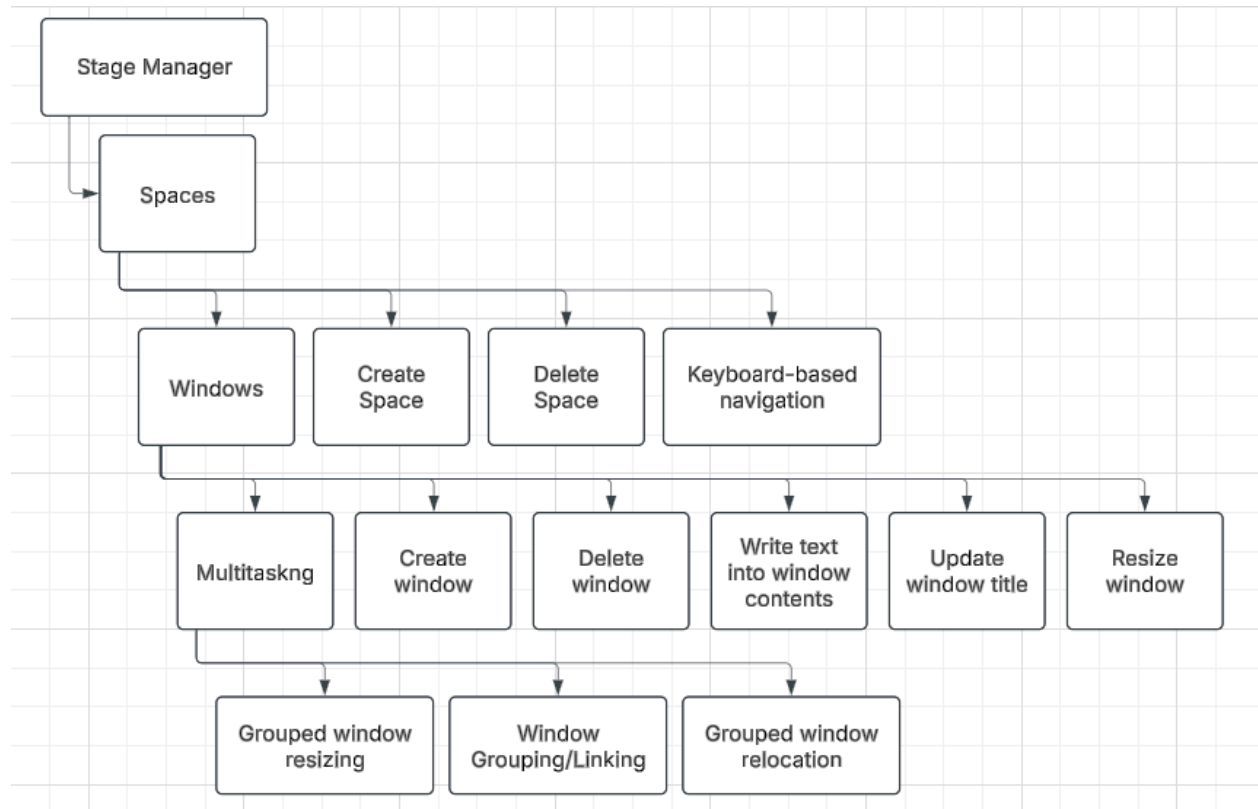 Stage Manager
Spaces
Windows
Create
Space
Delete
Space
Keyboard-based
navigation
Multitaskng
Create
window
Delete
window
Write text
into window
contents
Update
window title
Resize
window
Grouped window
resizing
Window
Grouping/Linking
Grouped window
relocation